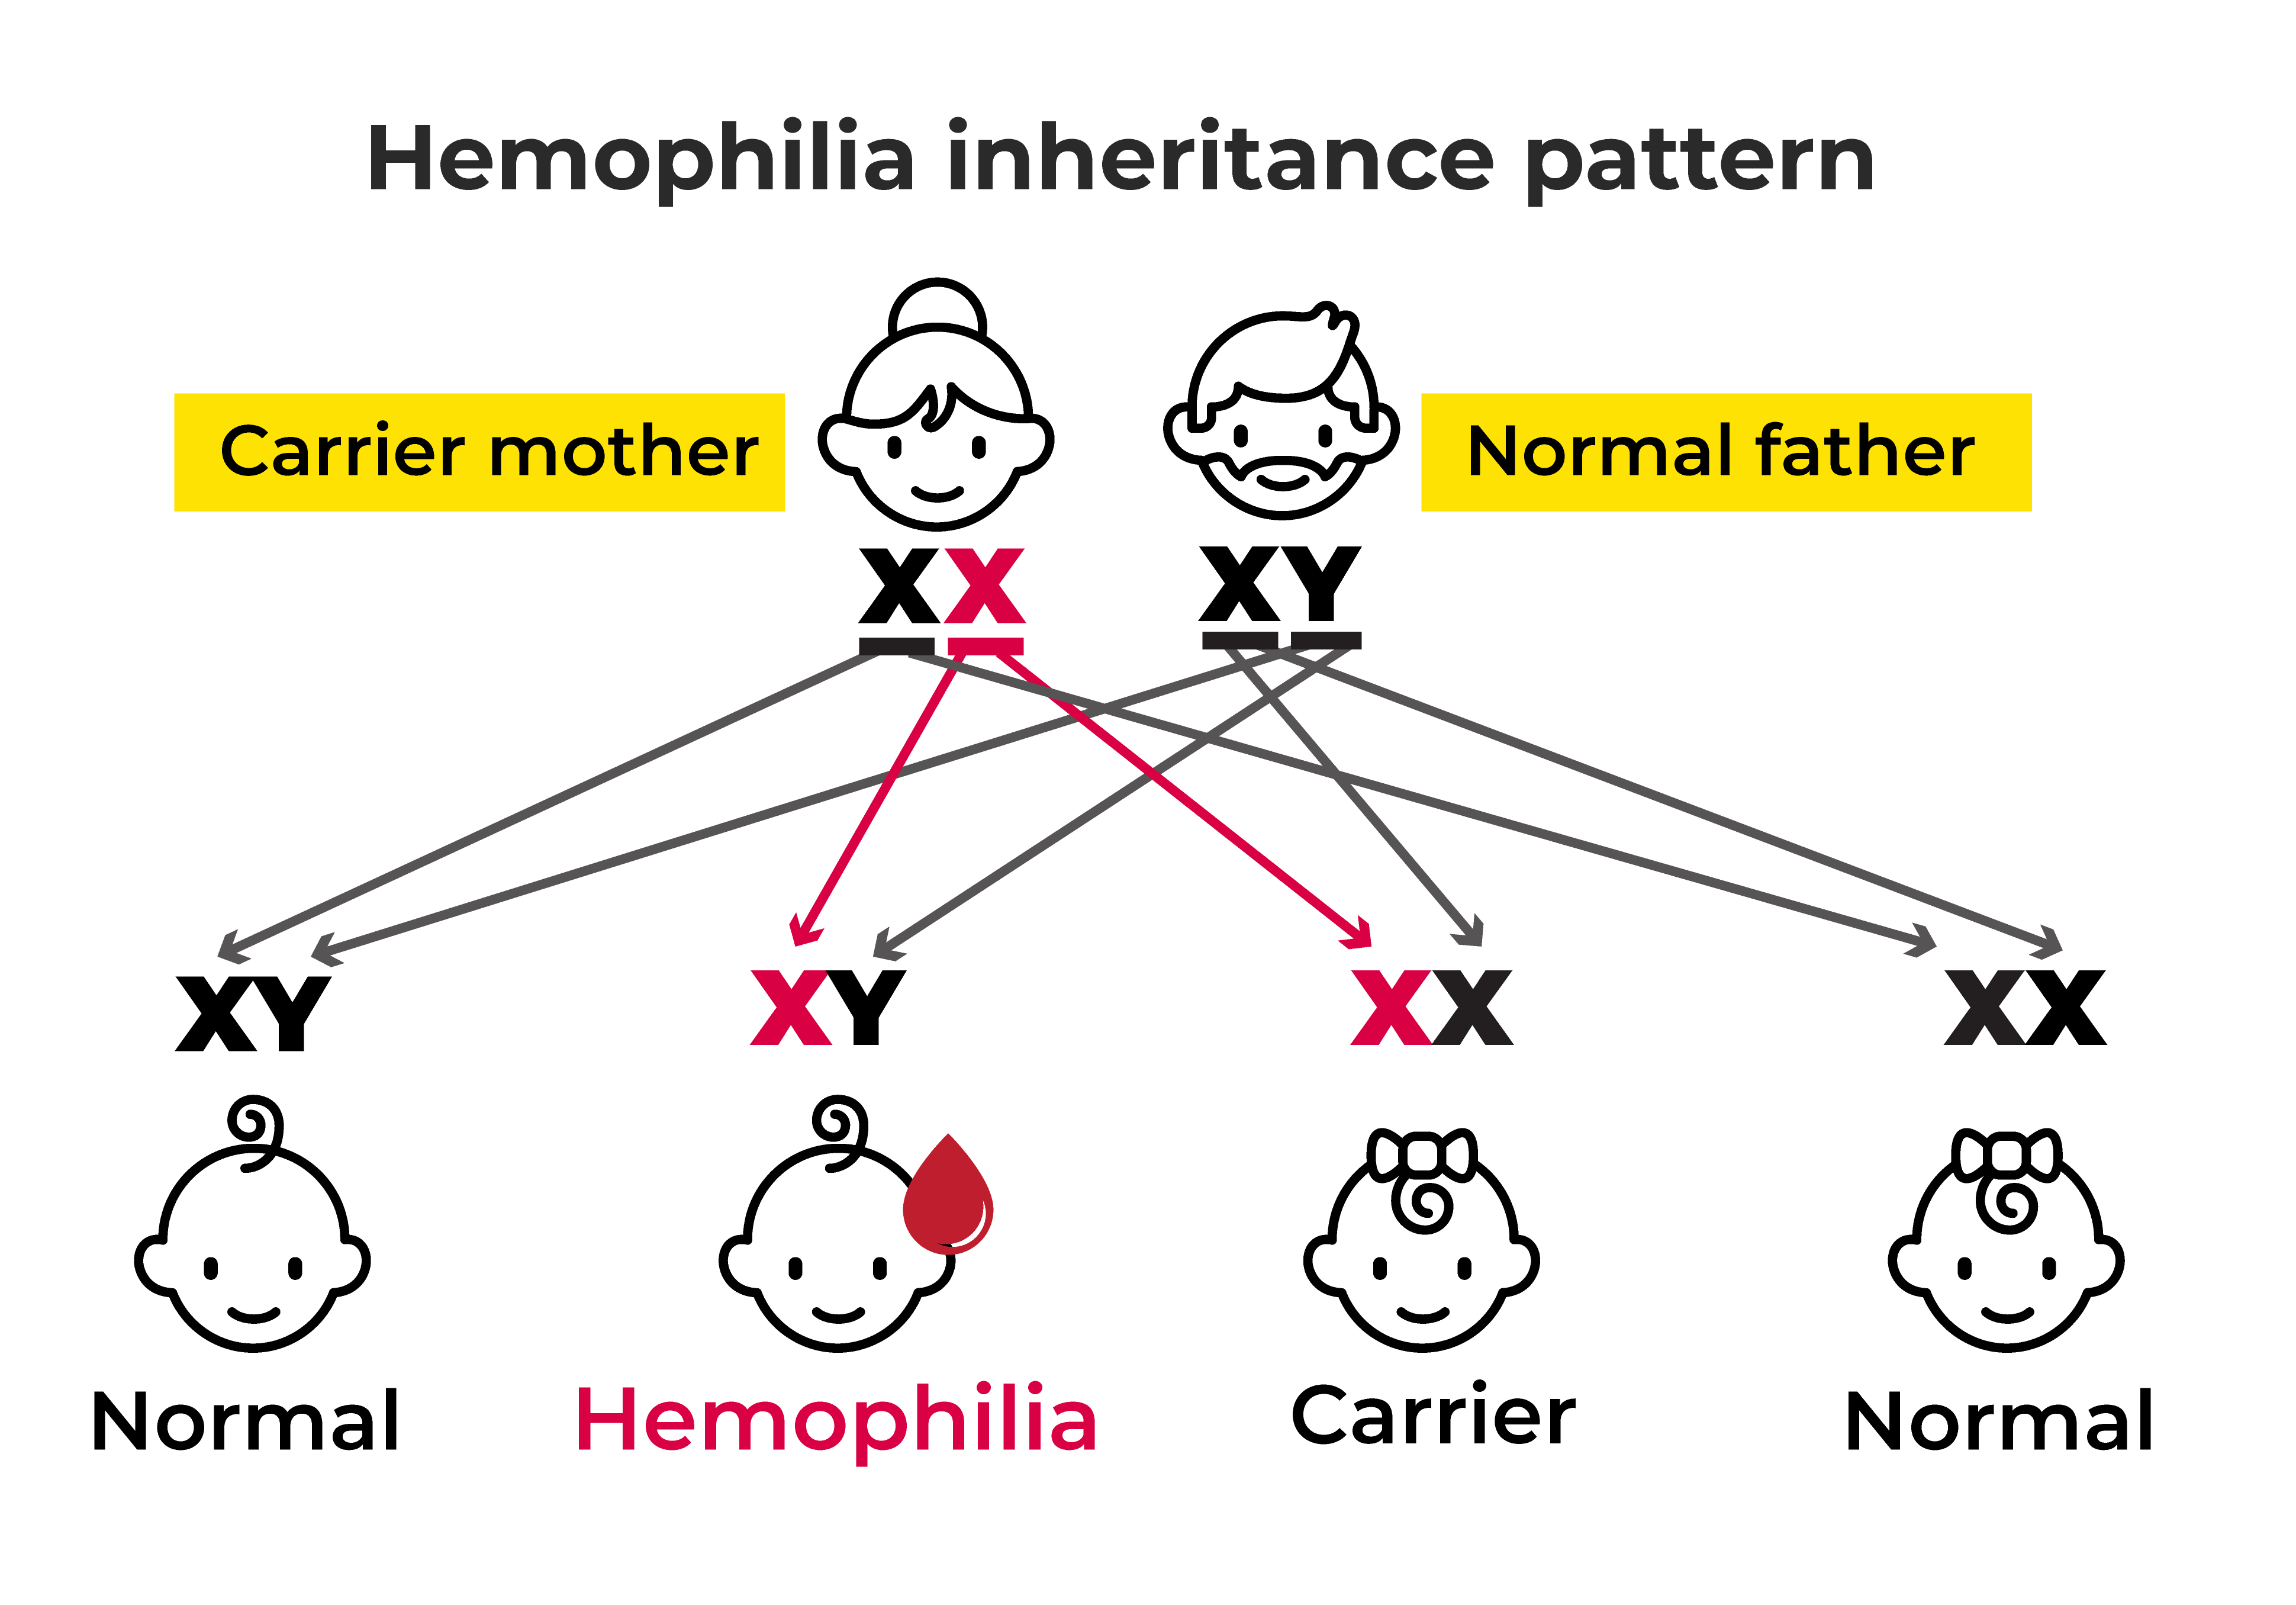 Hemophilia inheritance pattern
Carrier mother
Normal father
XX
XY
XY
XY
XX
XX
Normal
Hemophilia
Carrier
Normal